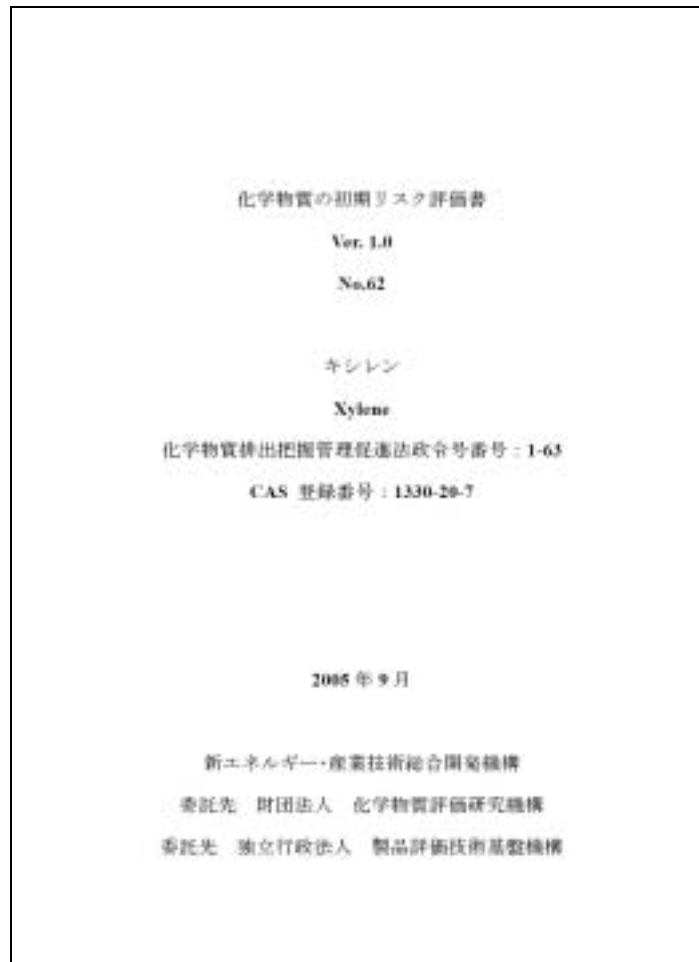 化学物質の初期リスク評価書
Ver. 1.0
No.62
キシレン
Xylene
化学物質排出把握管理促進法政令号番号：1-63
CAS 登録番号：1330-20-7
2005 年 9 月
新エネルギー・産業技術総合開発機構
委託先　財団法人　化学物質評価研究機構
委託先　独立行政法人　製品評価技術基盤機構